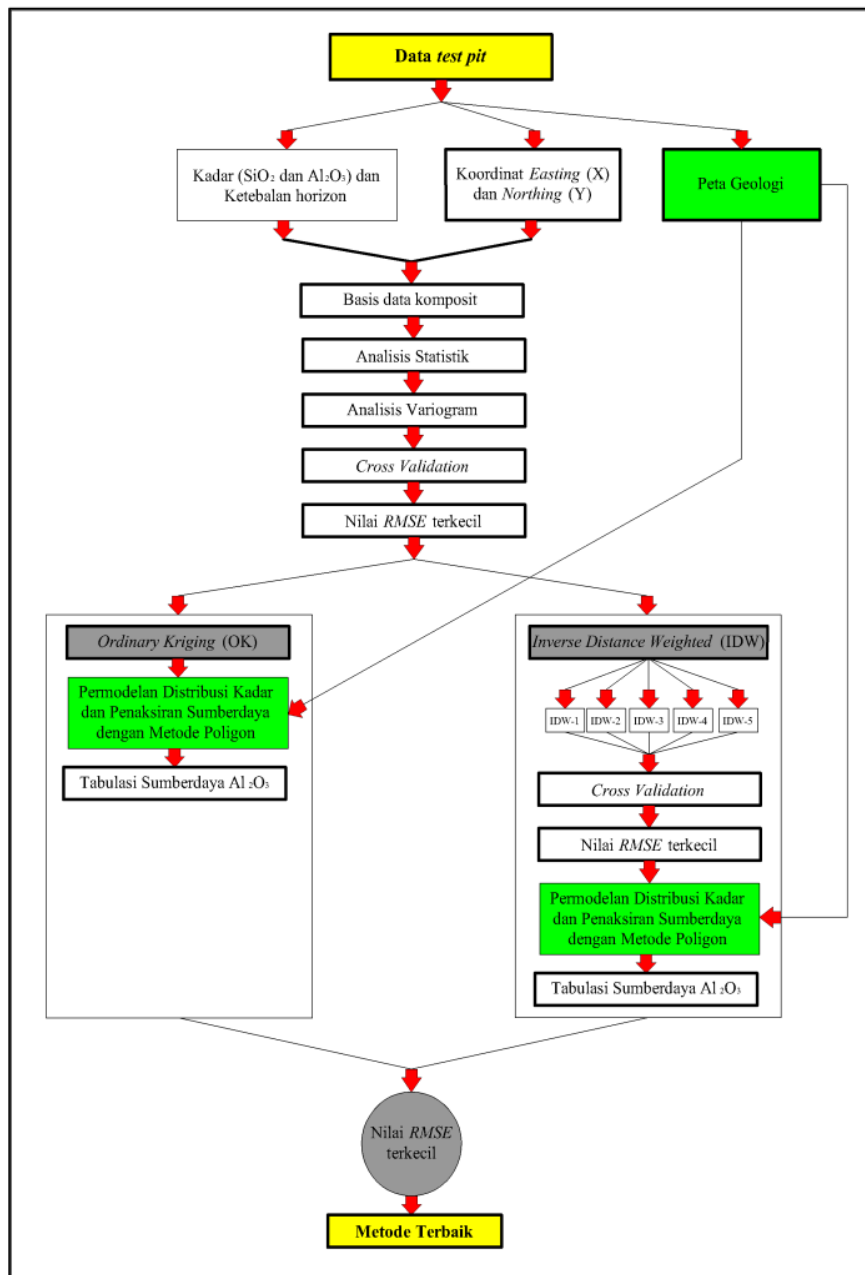 Data test pit
Kadar (SiO₂ dan Al₂O₃) dan
Ketebalan horizon
Koordinat Easting (X)
dan Northing (Y)
Peta Geologi
Basis data komposit
Analisis Statistik
Analisis Variogram
Cross Validation
Nilai RMSE terkecil
Ordinary Kriging (OK)
Permodelan Distribusi Kadar
dan Penaksiran Sumberdaya
dengan Metode Poligon
Tabulasi Sumberdaya Al₂O₃
Inverse Distance Weighted (IDW)
IDW-1 IDW-2 IDW-3 IDW-4 IDW-5
Cross Validation
Nilai RMSE terkecil
Permodelan Distribusi Kadar
dan Penaksiran Sumberdaya
dengan Metode Poligon
Tabulasi Sumberdaya Al₂O₃
Nilai RMSE
terkecil
Metode Terbaik